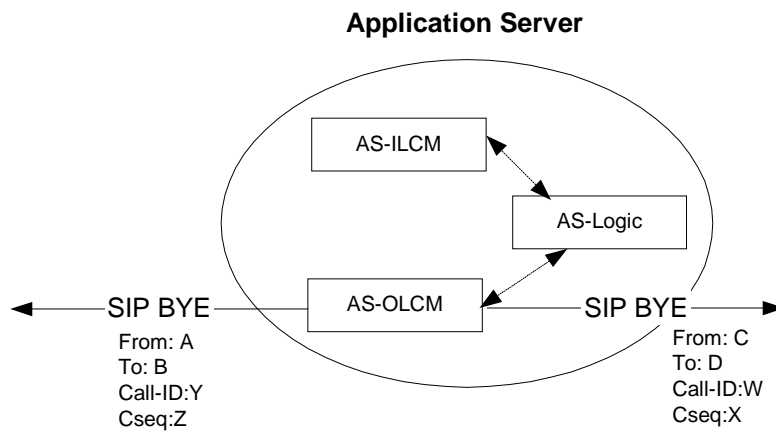 Application Server
AS-ILCM
AS-Logic
AS-OLCM
SIP BYE
From: A
To: B
Call-ID:Y
Cseq:Z
SIP BYE
From: C
To: D
Call-ID:W
Cseq:X